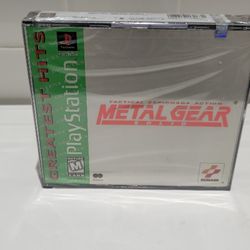 GREATEST HITS
PlayStation
TACTICAL ESPIONAGE ACTION
METAL GEAR
SOLID
M
KONAMI